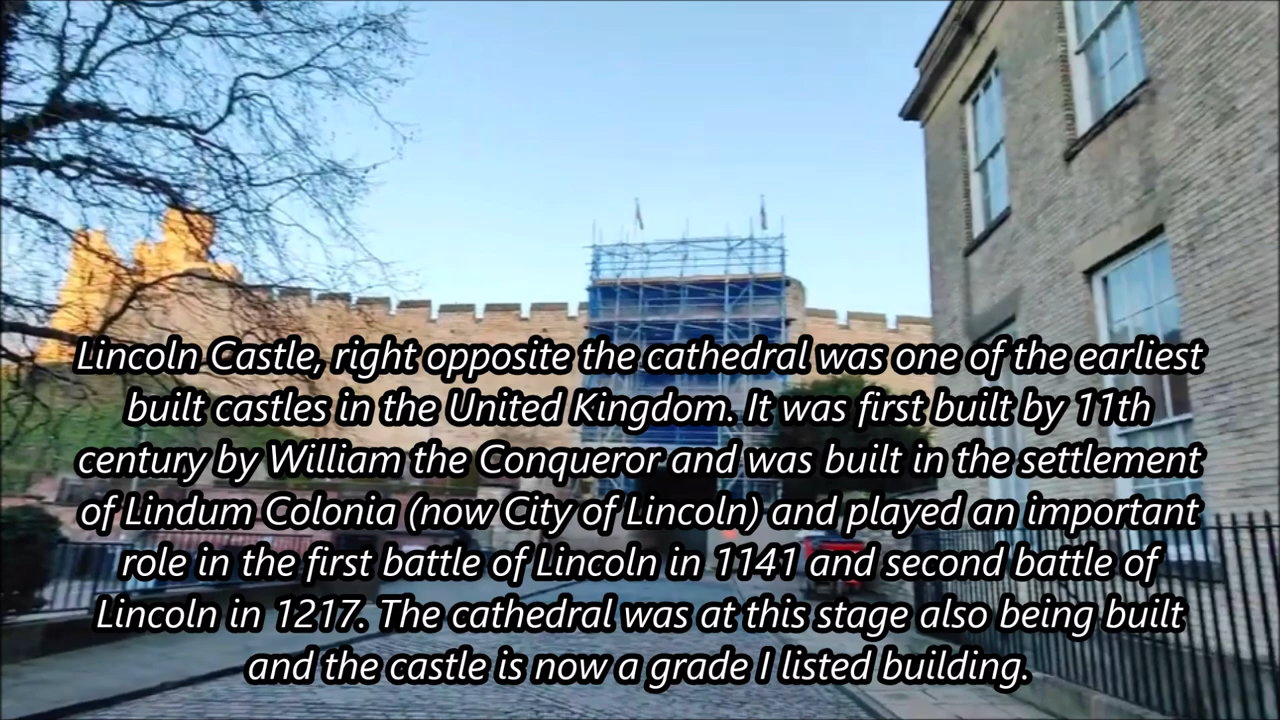 Lincoln Castle, right opposite the cathedral was one of the earliest
built castles in the United Kingdom. It was first built by 11th
century by William the Conqueror and was built in the settlement
of Lindum Colonia (now City of Lincoln) and played an important
role in the first battle of Lincoln in 1141 and second battle of
Lincoln in 1217. The cathedral was at this stage also being built
and the castle is now a grade I listed building.